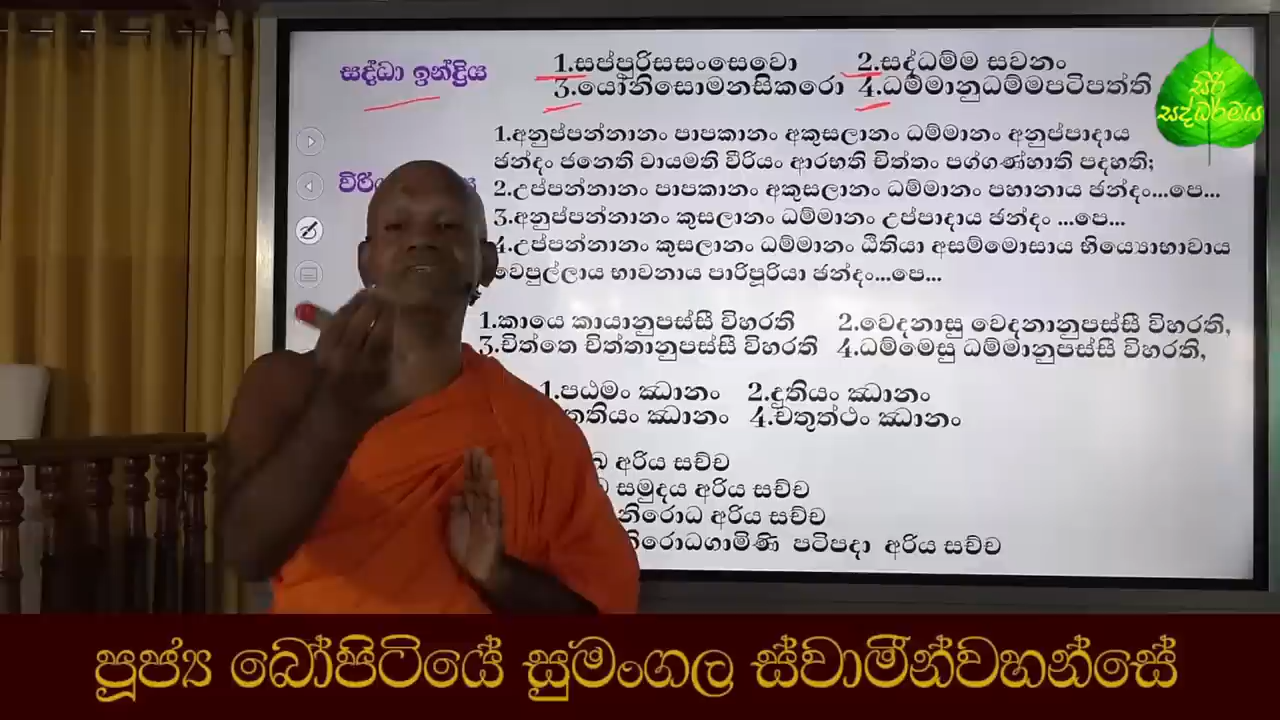 සද්ධා ඉන්ද්‍රිය
1.සප්පුරිසසංසෙවො 2.සද්ධම්ම සවනං
3.යෝනිසොමනසිකරො 4.ධම්මානුධම්මපටිපත්ති
සිරි
සද්ධර්මය
1.අනුප්පන්නානං පාපකානං අකුසලානං ධම්මානං අනුප්පාදාය
ඡන්දං ජනෙති වායමති වීරියං ආරභති චිත්තං පග්ගණ්හාති පදහති;
2.උප්පන්නානං පාපකානං අකුසලානං ධම්මානං පහානාය ඡන්දං...පෙ...
3.අනුප්පන්නානං කුසලානං ධම්මානං උප්පාදාය ඡන්දං ...පෙ...
4.උප්පන්නානං කුසලානං ධම්මානං ඨිතියා අසම්මොසාය භිය්‍යොභාවාය
වෙපුල්ලාය භාවනාය පාරිපූරියා ඡන්දං...පෙ...
1.කායෙ කායානුපස්සී විහරති 2.වෙදනාසු වෙදනානුපස්සී විහරති,
3.චිත්තෙ චිත්තානුපස්සී විහරති 4.ධම්මෙසු ධම්මානුපස්සී විහරති,
1.පඨමං ඣානං 2.දුතියං ඣානං
තතියං ඣානං 4.චතුත්ථං ඣානං
අරිය සච්ච
සමුදය අරිය සච්ච
නිරොධ අරිය සච්ච
නිරොධගාමිණි පටිපදා අරිය සච්ච
පූජ්‍ය බෝපිටියේ සුමංගල ස්වාමීන්වහන්සේ